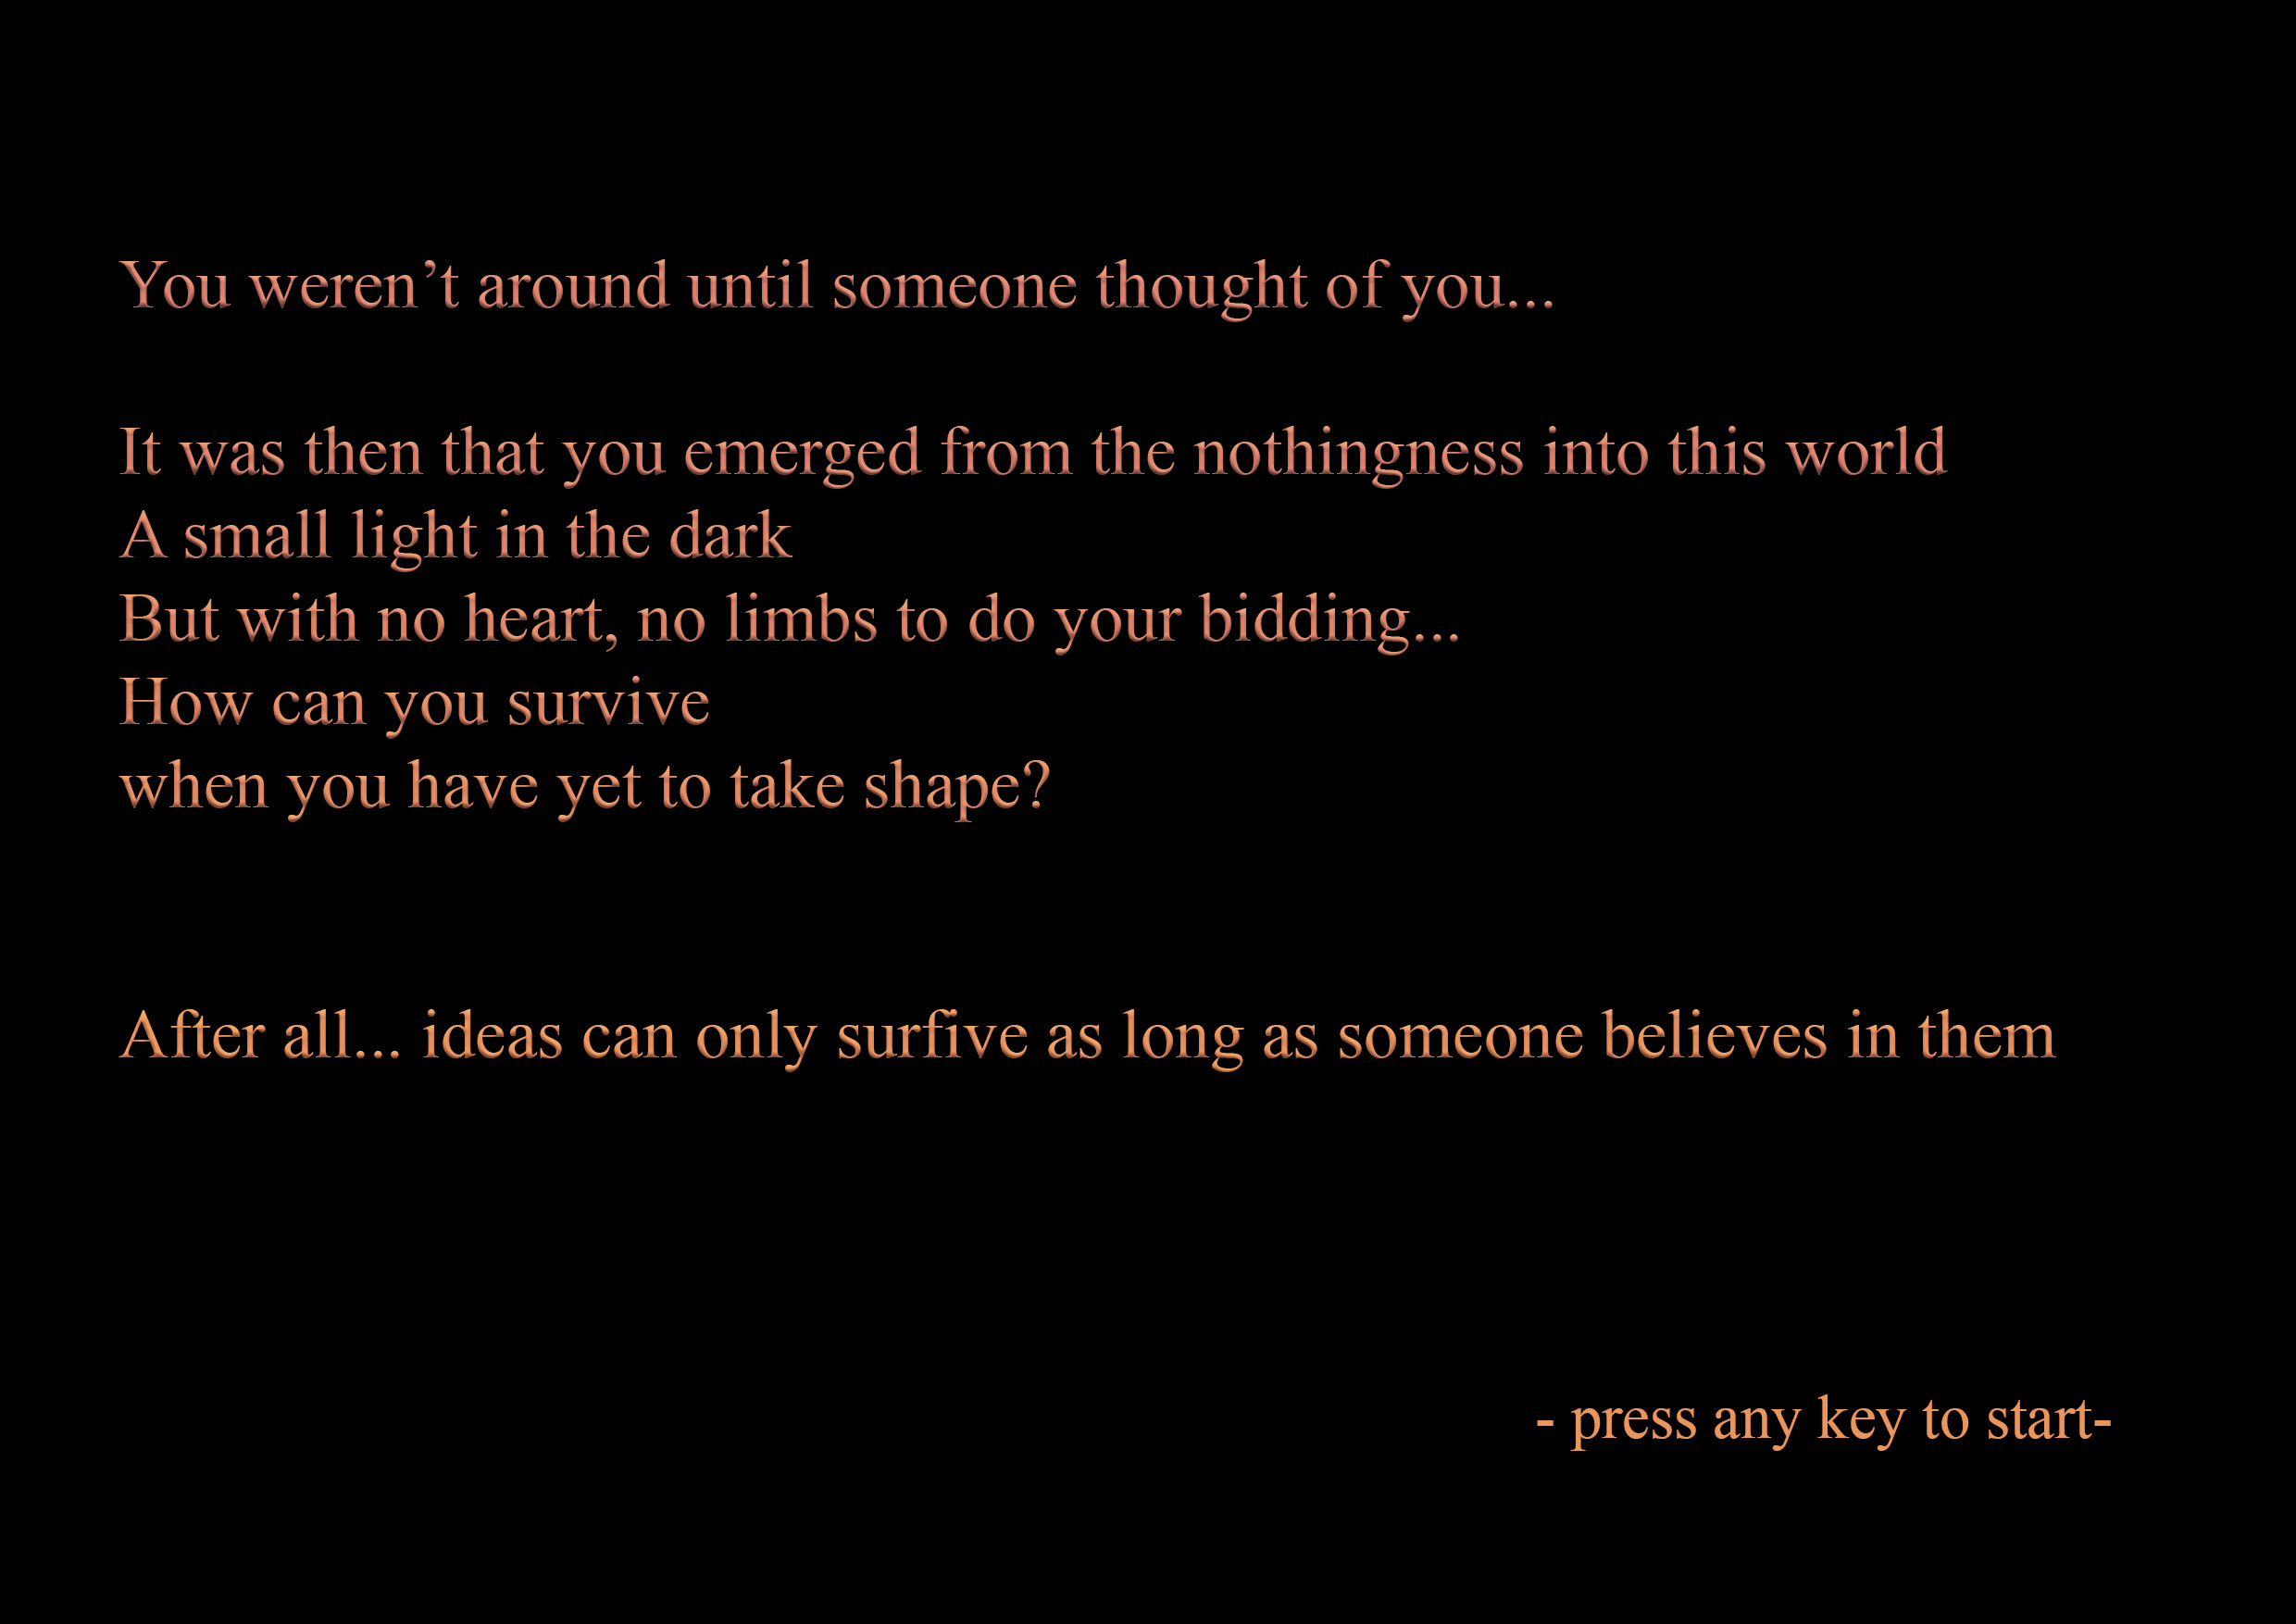 You weren’t around until someone thought of you...
It was then that you emerged from the nothingness into this world
A small light in the dark
But with no heart, no limbs to do your bidding...
How can you survive
when you have yet to take shape?
After all... ideas can only surfive as long as someone believes in them
- press any key to start-